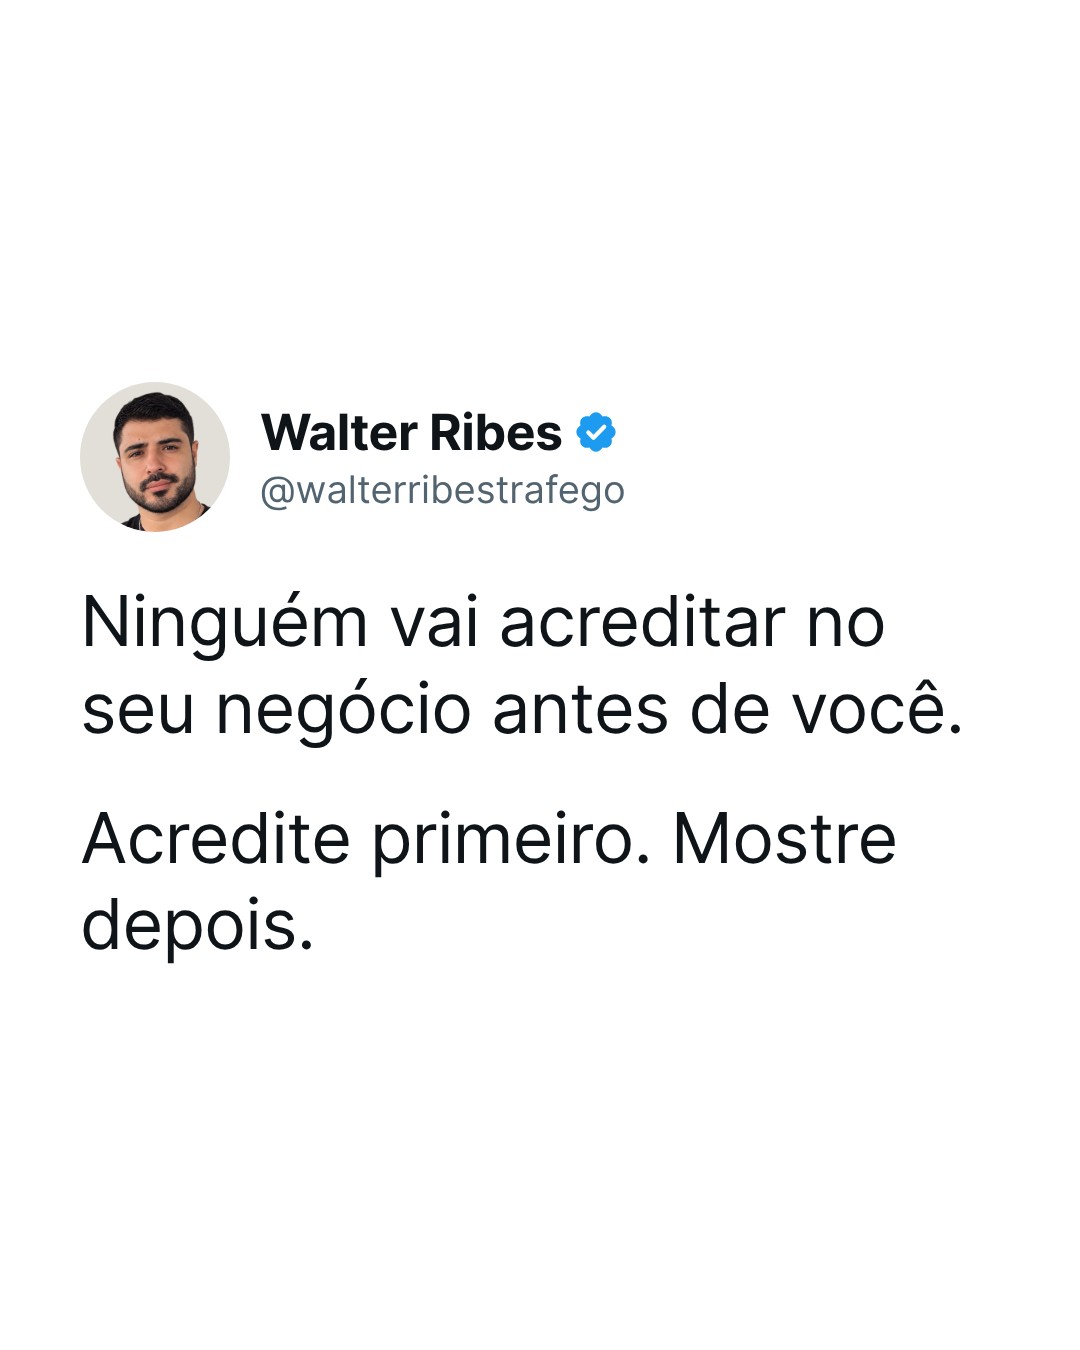 Walter Ribes
@walterribestrafego
Ninguém vai acreditar no
seu negócio antes de você.
Acredite primeiro. Mostre
depois.